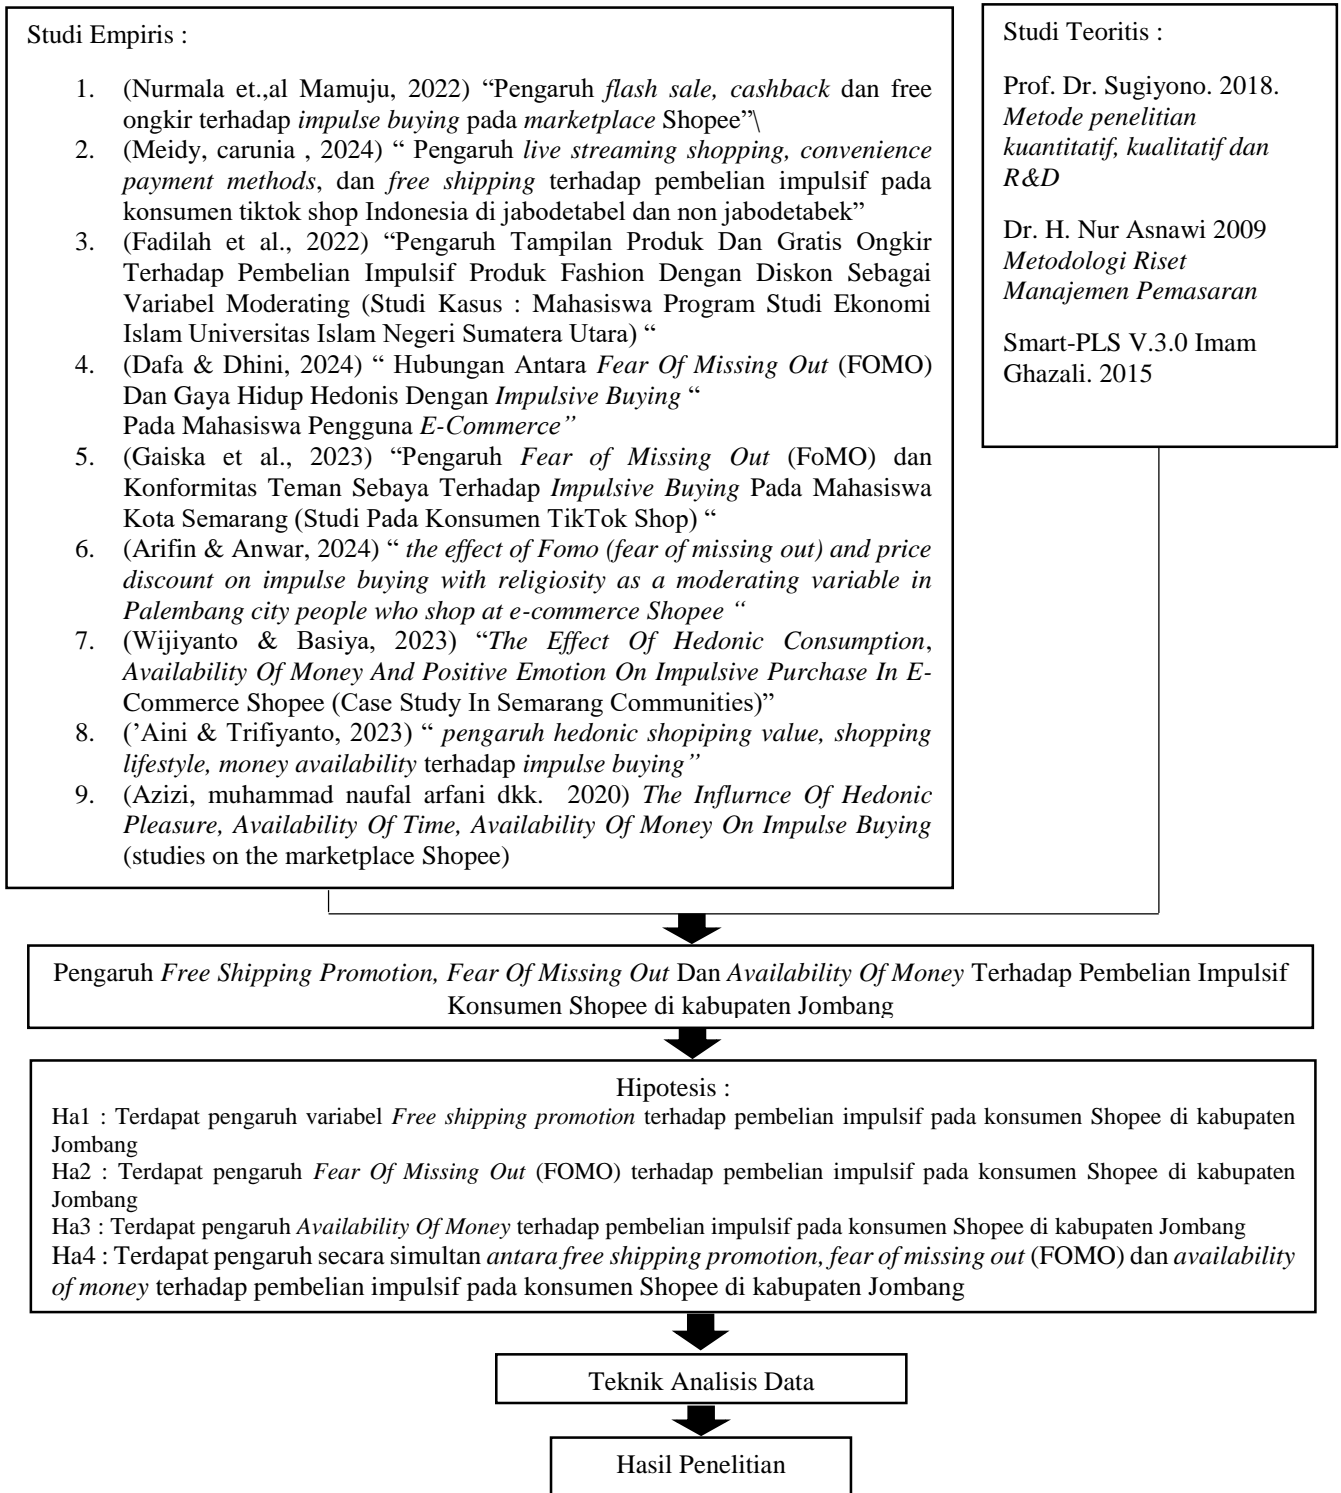 Studi Empiris :
1. (Nurmala et.,al Mamuju, 2022) “Pengaruh flash sale, cashback dan free
ongkir terhadap impulse buying pada marketplace Shopee”\
2. (Meidy, carunia , 2024) “ Pengaruh live streaming shopping, convenience
payment methods, dan free shipping terhadap pembelian impulsif pada
konsumen tiktok shop Indonesia di jabodetabel dan non jabodetabek”
3. (Fadilah et al., 2022) “Pengaruh Tampilan Produk Dan Gratis Ongkir
Terhadap Pembelian Impulsif Produk Fashion Dengan Diskon Sebagai
Variabel Moderating (Studi Kasus : Mahasiswa Program Studi Ekonomi
Islam Universitas Islam Negeri Sumatera Utara) “
4. (Dafa & Dhini, 2024) “ Hubungan Antara Fear Of Missing Out (FOMO)
Dan Gaya Hidup Hedonis Dengan Impulsive Buying “
Pada Mahasiswa Pengguna E-Commerce”
5. (Gaiska et al., 2023) “Pengaruh Fear of Missing Out (FoMO) dan
Konformitas Teman Sebaya Terhadap Impulsive Buying Pada Mahasiswa
Kota Semarang (Studi Pada Konsumen TikTok Shop) “
6. (Arifin & Anwar, 2024) “ the effect of Fomo (fear of missing out) and price
discount on impulse buying with religiosity as a moderating variable in
Palembang city people who shop at e-commerce Shopee “
7. (Wijiyanto & Basiya, 2023) “The Effect Of Hedonic Consumption,
Availability Of Money And Positive Emotion On Impulsive Purchase In E-
Commerce Shopee (Case Study In Semarang Communities)”
8. (’Aini & Trifiyanto, 2023) “ pengaruh hedonic shopiping value, shopping
lifestyle, money availability terhadap impulse buying”
9. (Azizi, muhammad naufal arfani dkk. 2020) The Influrnce Of Hedonic
Pleasure, Availability Of Time, Availability Of Money On Impulse Buying
(studies on the marketplace Shopee)
Studi Teoritis :
Prof. Dr. Sugiyono. 2018.
Metode penelitian
kuantitatif, kualitatif dan
R&D
Dr. H. Nur Asnawi 2009
Metodologi Riset
Manajemen Pemasaran
Smart-PLS V.3.0 Imam
Ghazali. 2015
Pengaruh Free Shipping Promotion, Fear Of Missing Out Dan Availability Of Money Terhadap Pembelian Impulsif
Konsumen Shopee di kabupaten Jombang
Hipotesis :
Ha1 : Terdapat pengaruh variabel Free shipping promotion terhadap pembelian impulsif pada konsumen Shopee di kabupaten
Jombang
Ha2 : Terdapat pengaruh Fear Of Missing Out (FOMO) terhadap pembelian impulsif pada konsumen Shopee di kabupaten
Jombang
Ha3 : Terdapat pengaruh Availability Of Money terhadap pembelian impulsif pada konsumen Shopee di kabupaten Jombang
Ha4 : Terdapat pengaruh secara simultan antara free shipping promotion, fear of missing out (FOMO) dan availability
of money terhadap pembelian impulsif pada konsumen Shopee di kabupaten Jombang
Teknik Analisis Data
Hasil Penelitian